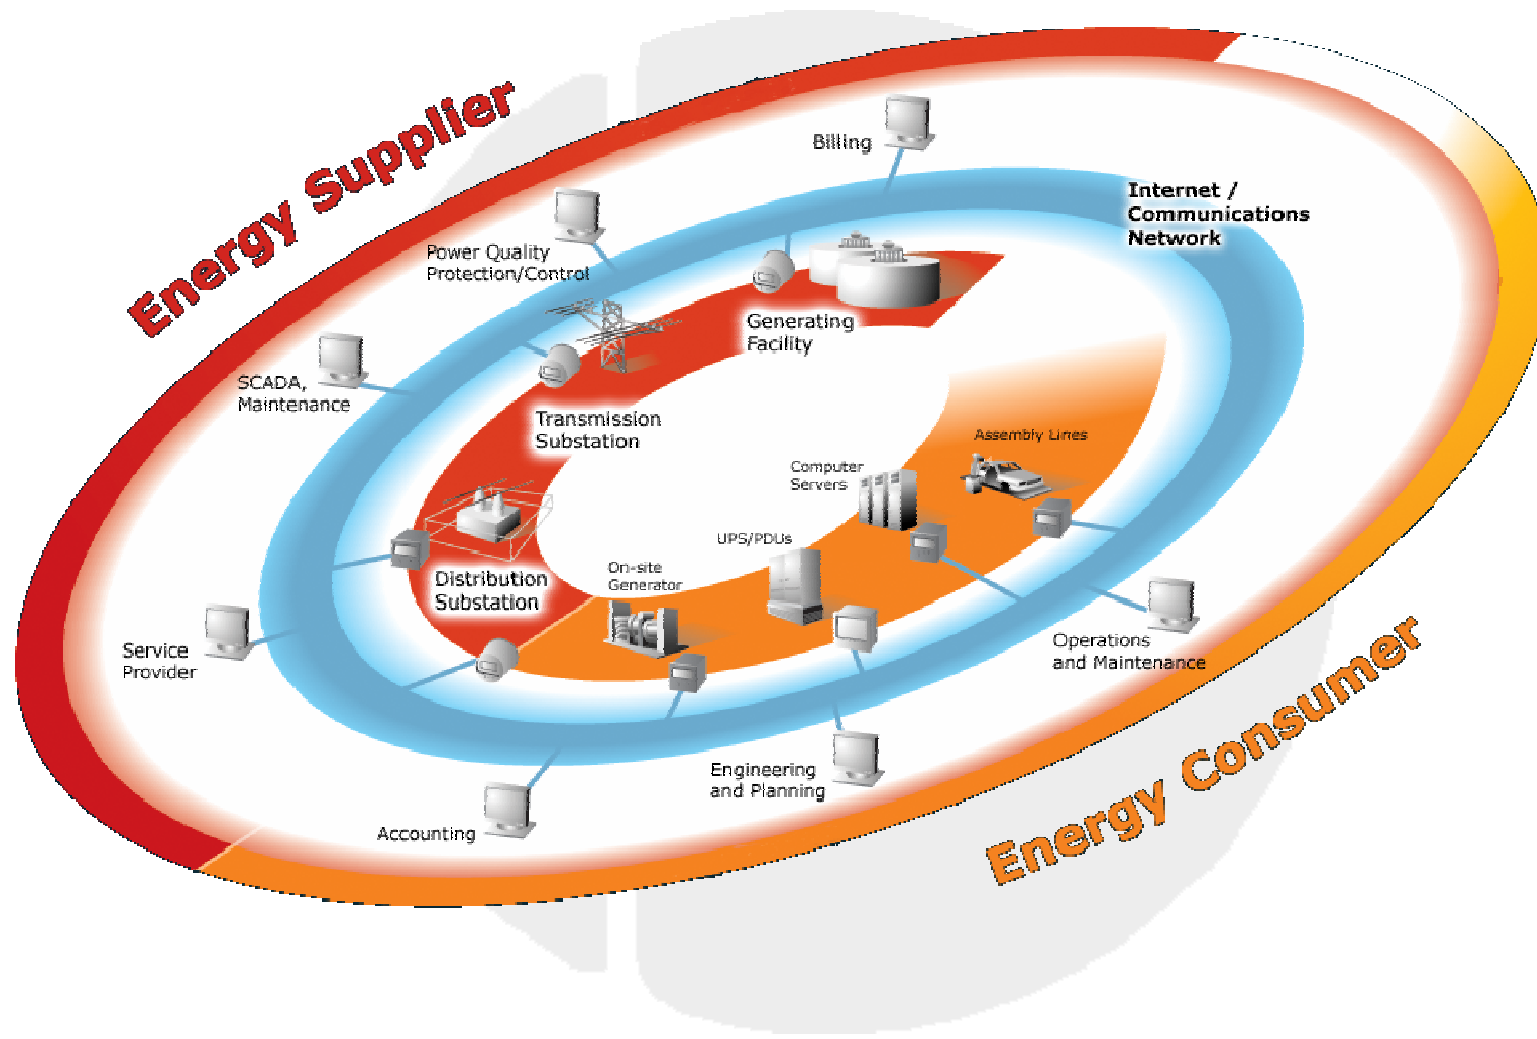 Energy Supplier
Billing
Internet /
Communications
Network
Power Quality
Protection/Control
Generating
Facility
SCADA,
Maintenance
Transmission
Substation
Assembly Lines
Computer
Servers
UPS/PDUs
On-site
Generator
Distribution
Substation
Service
Provider
Operations
and Maintenance
Engineering
and Planning
Accounting
Energy Consumer